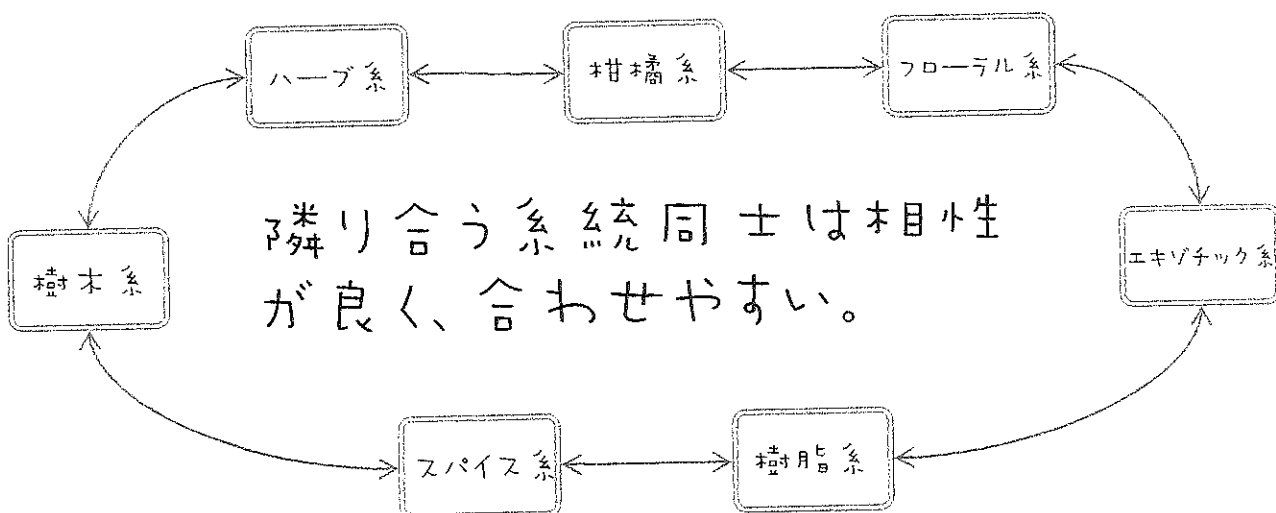 ハーブ系
柑橘系
フローラル系
隣り合う系統同士は相性
が良く、合わせやすい。
樹木系
エキゾチック系
スパイス系
樹脂系